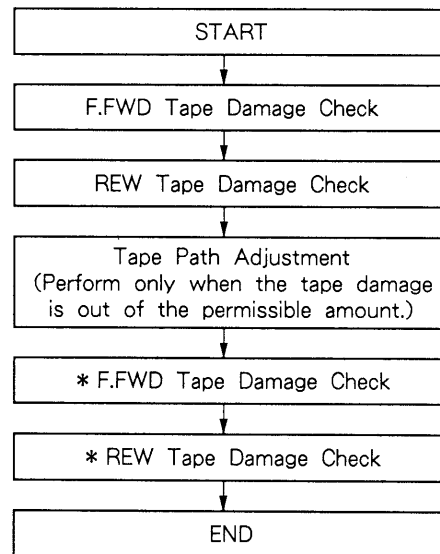 START
F.FWD Tape Damage Check
REW Tape Damage Check
Tape Path Adjustment
(Perform only when the tape damage
is out of the permissible amount.)
* F.FWD Tape Damage Check
* REW Tape Damage Check
END